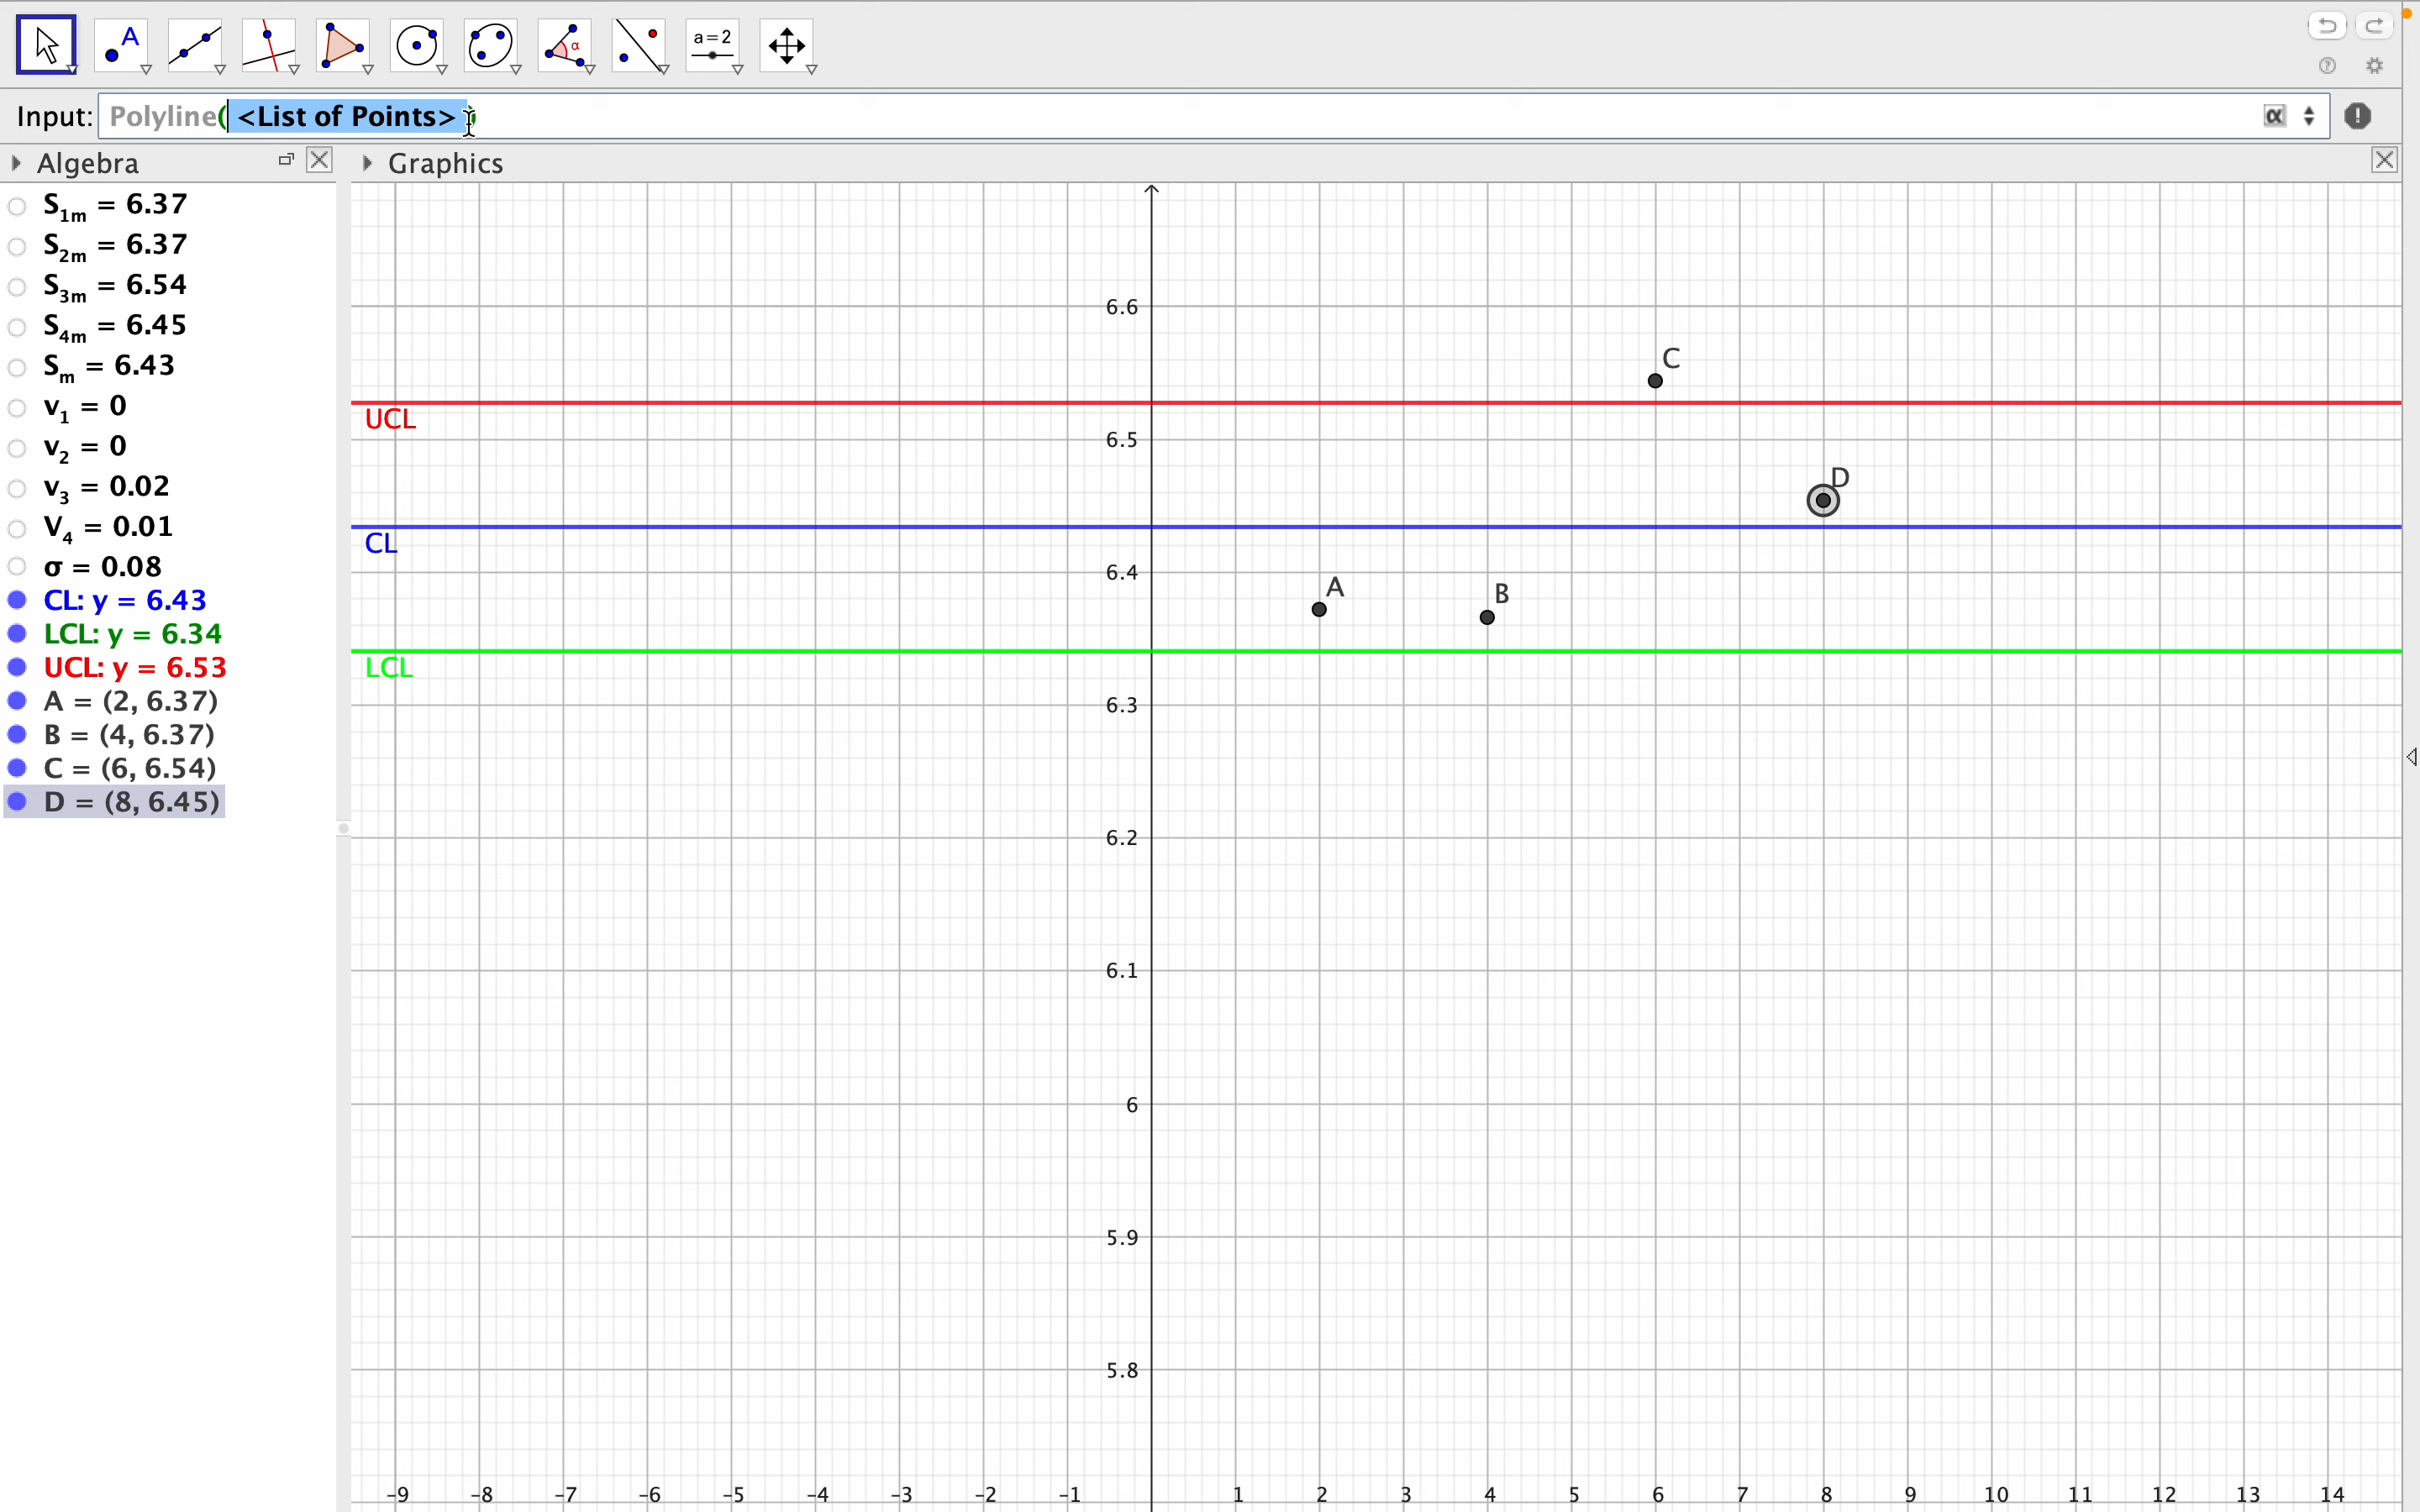 A
α
a=2
Input: Polyline( <List of Points> )
α
Algebra
Graphics
S1m = 6.37
S2m = 6.37
S3m = 6.54
S4m = 6.45
Sm = 6.43
v1 = 0
v2 = 0
v3 = 0.02
V4 = 0.01
σ = 0.08
CL: y = 6.43
LCL: y = 6.34
UCL: y = 6.53
A = (2, 6.37)
B = (4, 6.37)
C = (6, 6.54)
D = (8, 6.45)
6.6
C
UCL
6.5
D
CL
6.4
A
B
LCL
6.3
6.2
6.1
6
5.9
5.8
-9 -8 -7 -6 -5 -4 -3 -2 -1 1 2 3 4 5 6 7 8 9 10 11 12 13 14